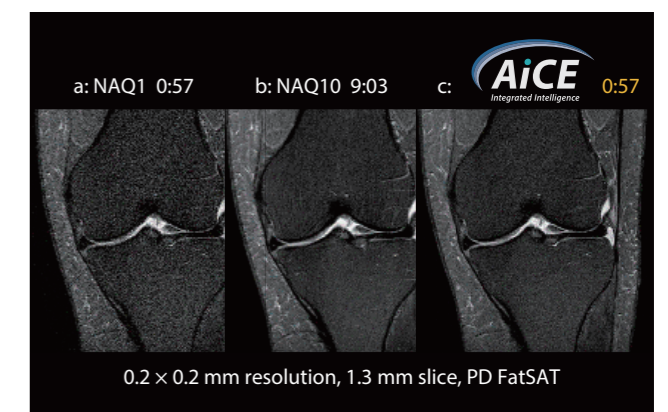 a: NAQ1 0:57 b: NAQ10 9:03 c: AiCE 0:57
Integrated Intelligence
0.2 × 0.2 mm resolution, 1.3 mm slice, PD FatSAT